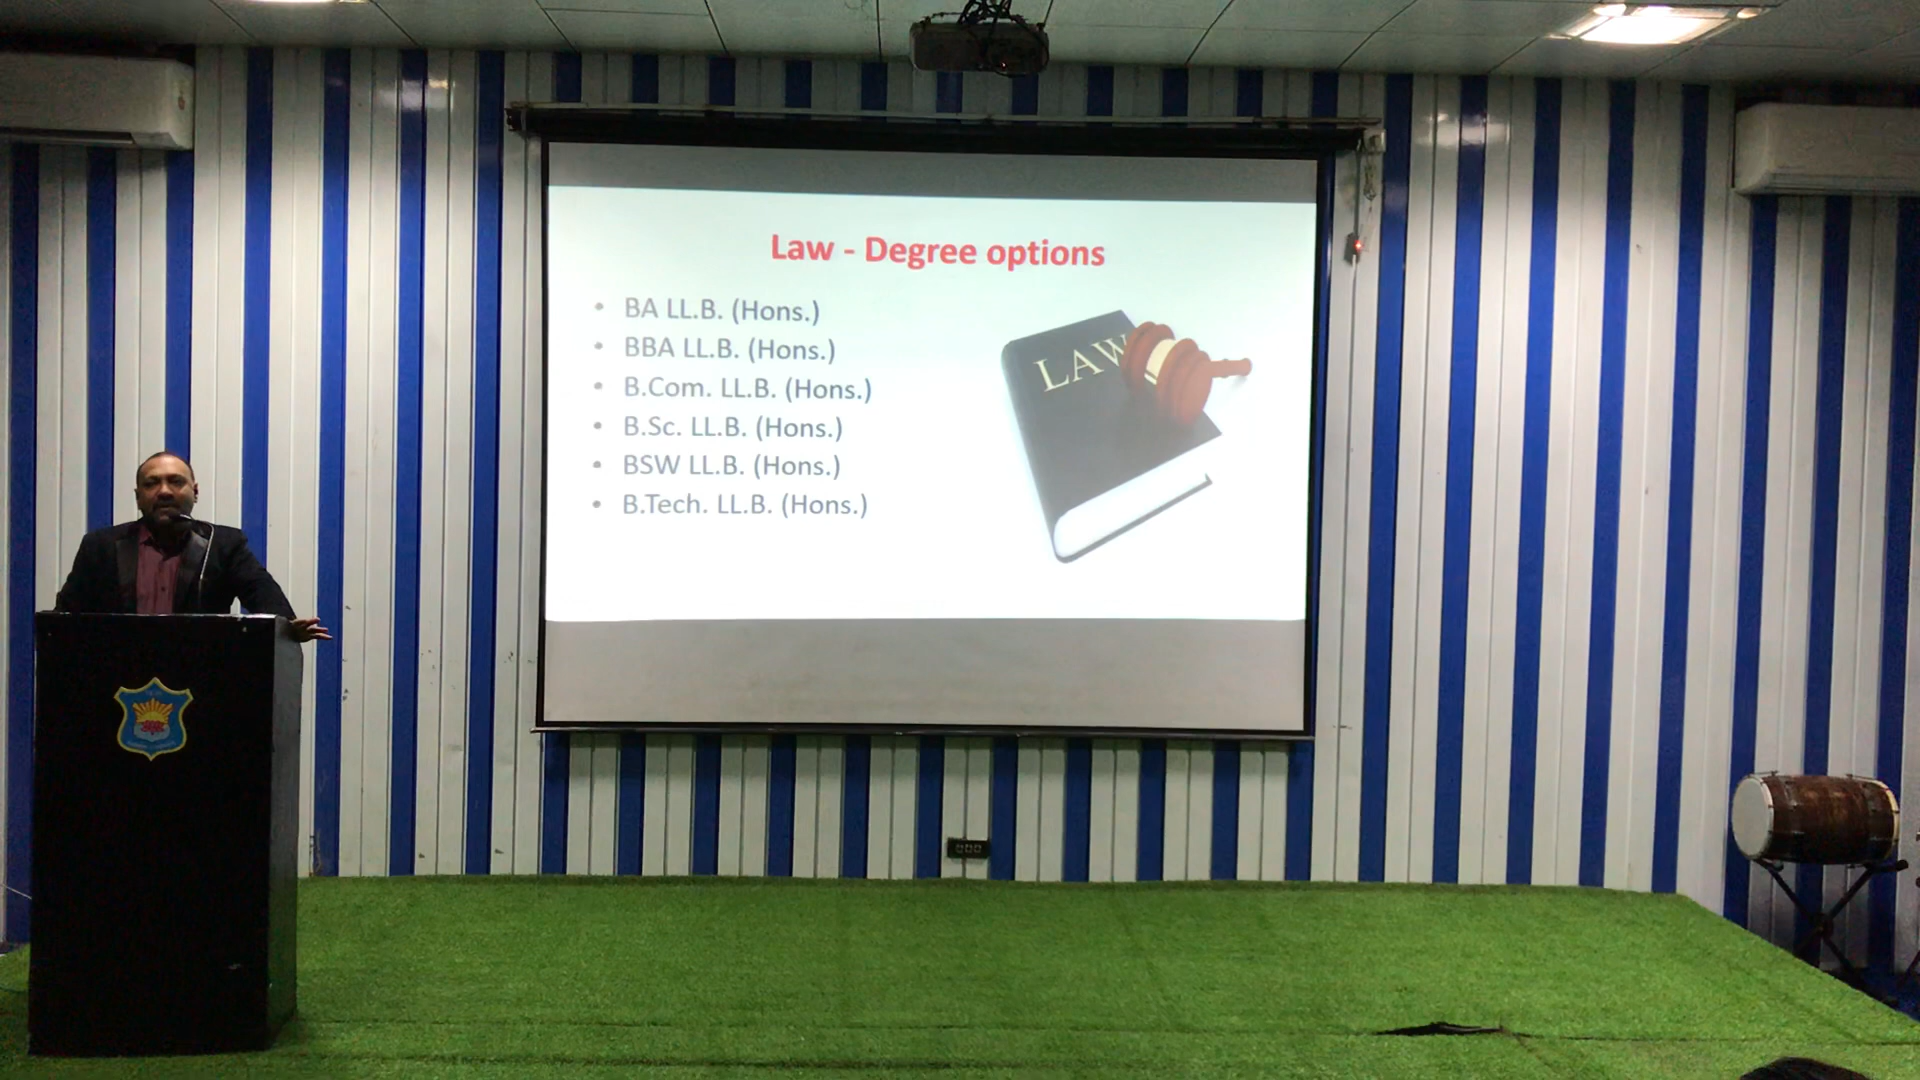 Law - Degree options
• BA LL.B. (Hons.)
• BBA LL.B. (Hons.)
• B.Com. LL.B. (Hons.)
• B.Sc. LL.B. (Hons.)
• BSW LL.B. (Hons.)
• B.Tech. LL.B. (Hons.)
LAW